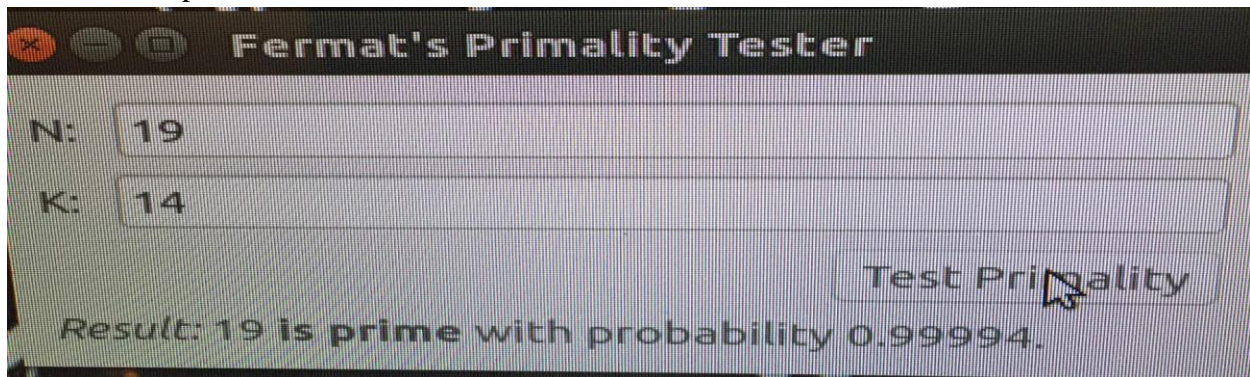 Fermat's Primality Tester
N: 19
K: 14
Test Primality
Result: 19 is prime with probability 0.99994.